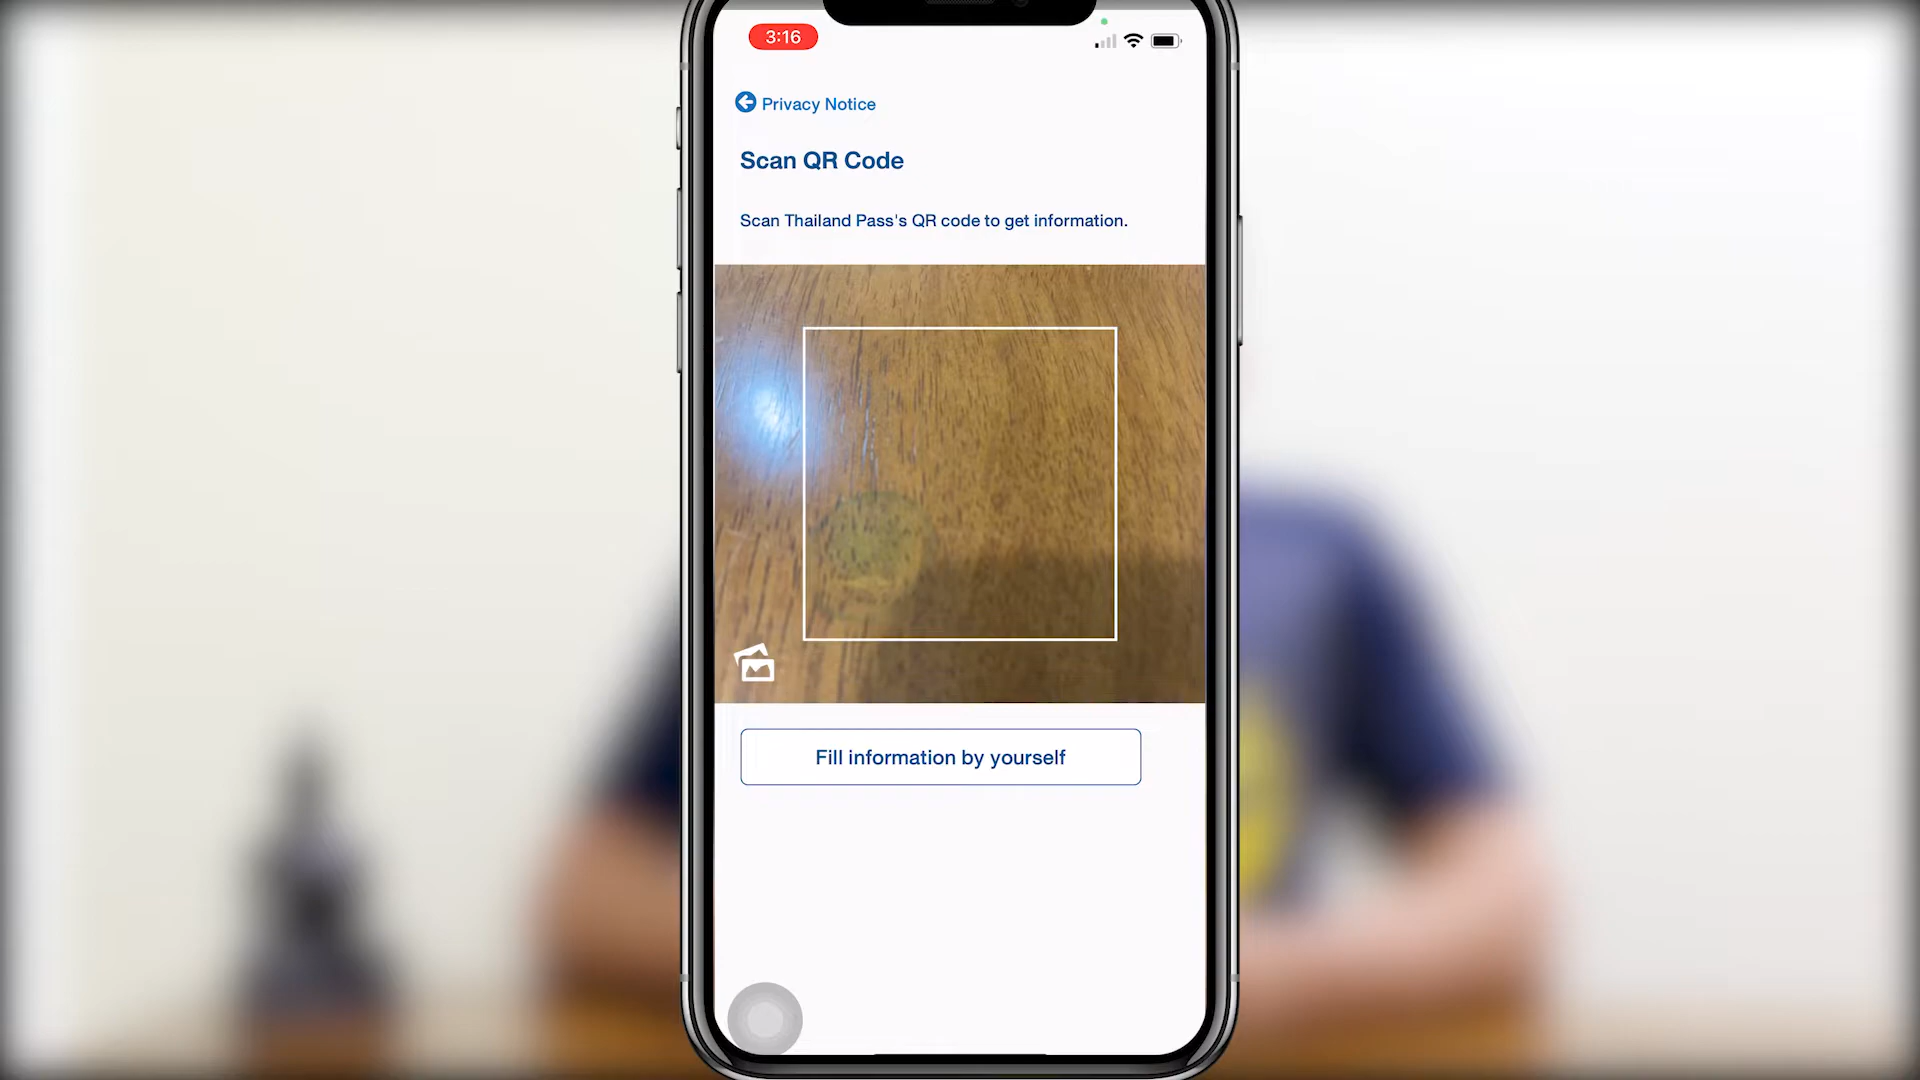 3:16
Privacy Notice
Scan QR Code
Scan Thailand Pass's QR code to get information.
Fill information by yourself